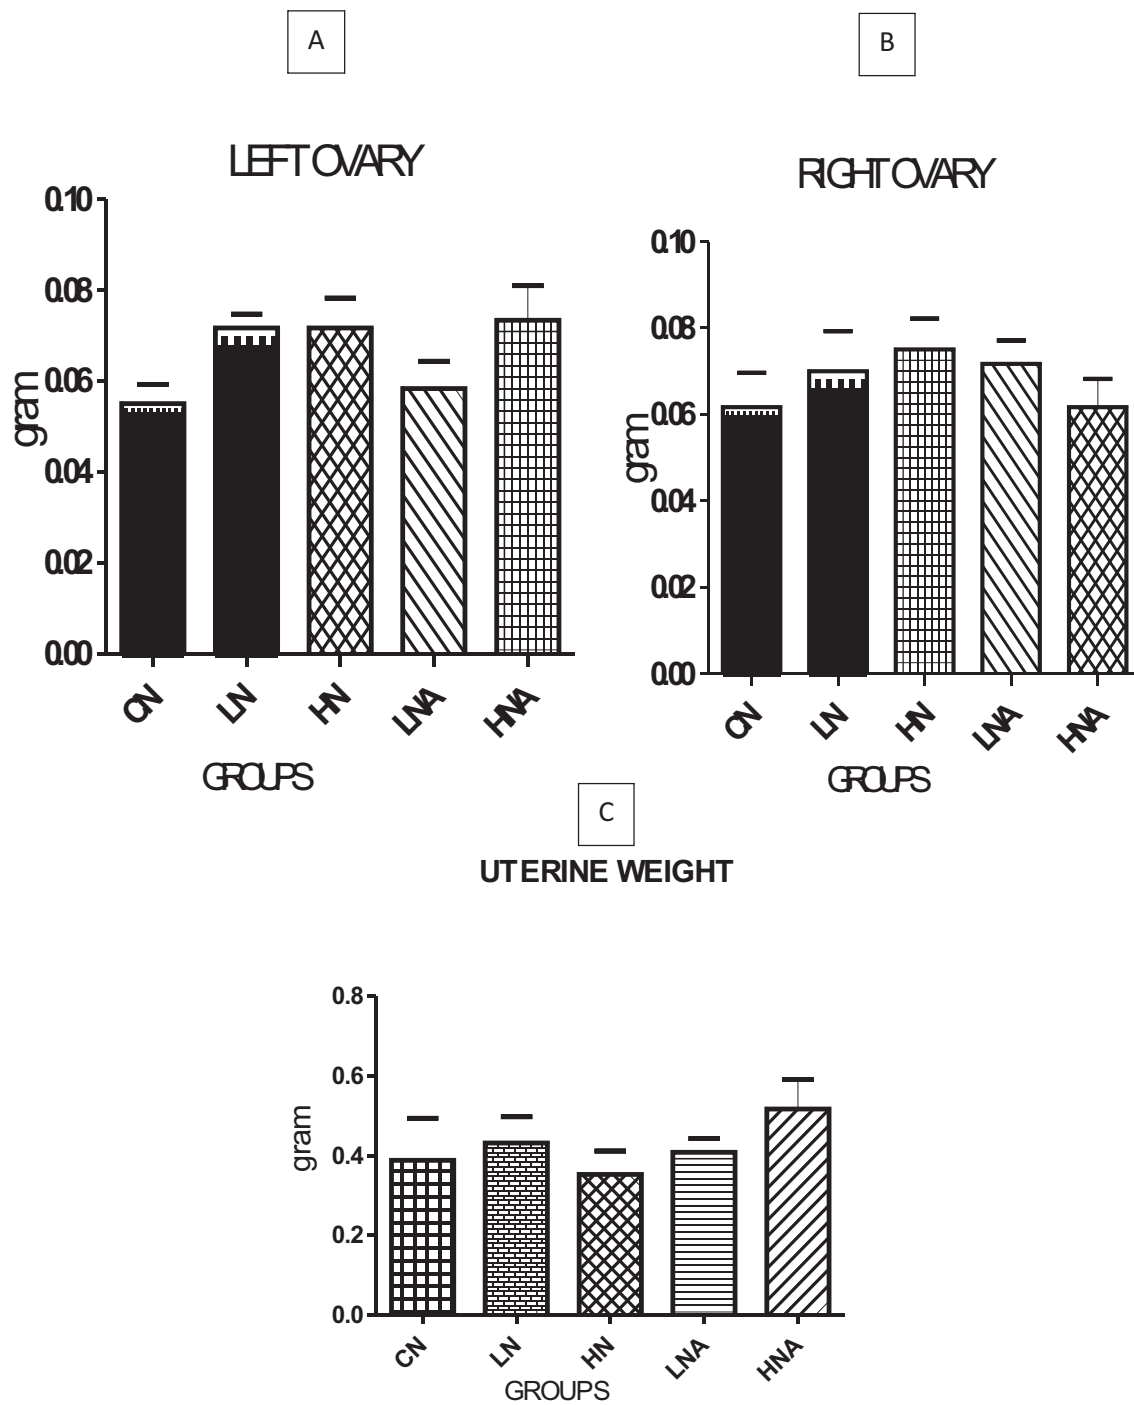 A
LEFT OVARY
0.10
0.08
0.06
0.04
0.02
0.00
gram
CN
LN
HN
LNA
HNA
GROUPS
B
RIGHT OVARY
0.10
0.08
0.06
0.04
0.02
0.00
gram
CN
LN
HN
LNA
HNA
GROUPS
C
UTERINE WEIGHT
0.8
0.6
0.4
0.2
0.0
gram
CN
LN
HN
LNA
HNA
GROUPS